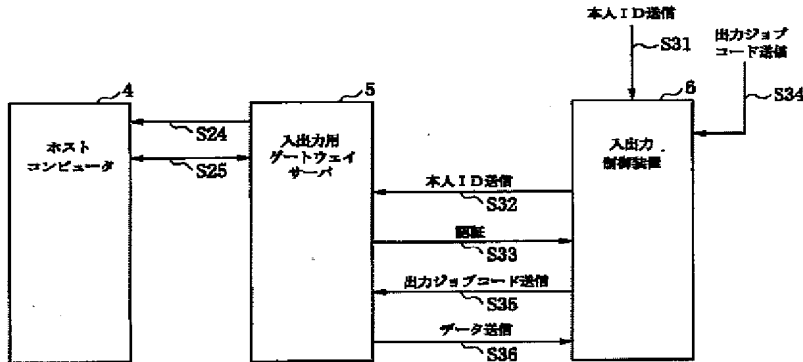 本人ID送信
S31
出力ジョブ
コード送信
S34
4
5
6
ホスト
コンピュータ
S24
S25
入出力用
ゲートウェイ
サーバ
入出力
制御装置
本人ID送信
S32
認証
S33
出力ジョブコード送信
S35
データ送信
S36